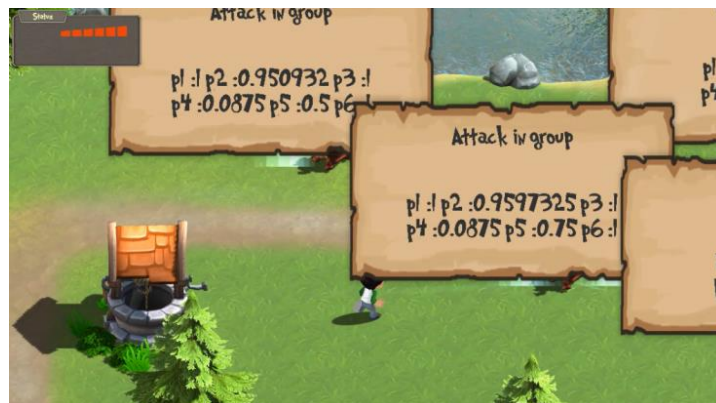 Statve
Attack in group
p1 :1 p2 :0.950932 p3 :1
p4 :0.0875 p5 :0.5 p6 :1
Attack in group
p1 :1 p2 :0.9597325 p3 :1
p4 :0.0875 p5 :0.75 p6 :1